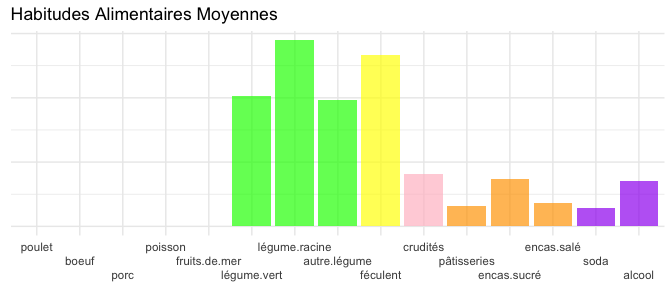 Habitudes Alimentaires Moyennes
poulet
boeuf
porc
poisson
fruits.de.mer
légume.vert
légume.racine
autre.légume
féculent
crudités
pâtisseries
encas.sucré
encas.salé
soda
alcool